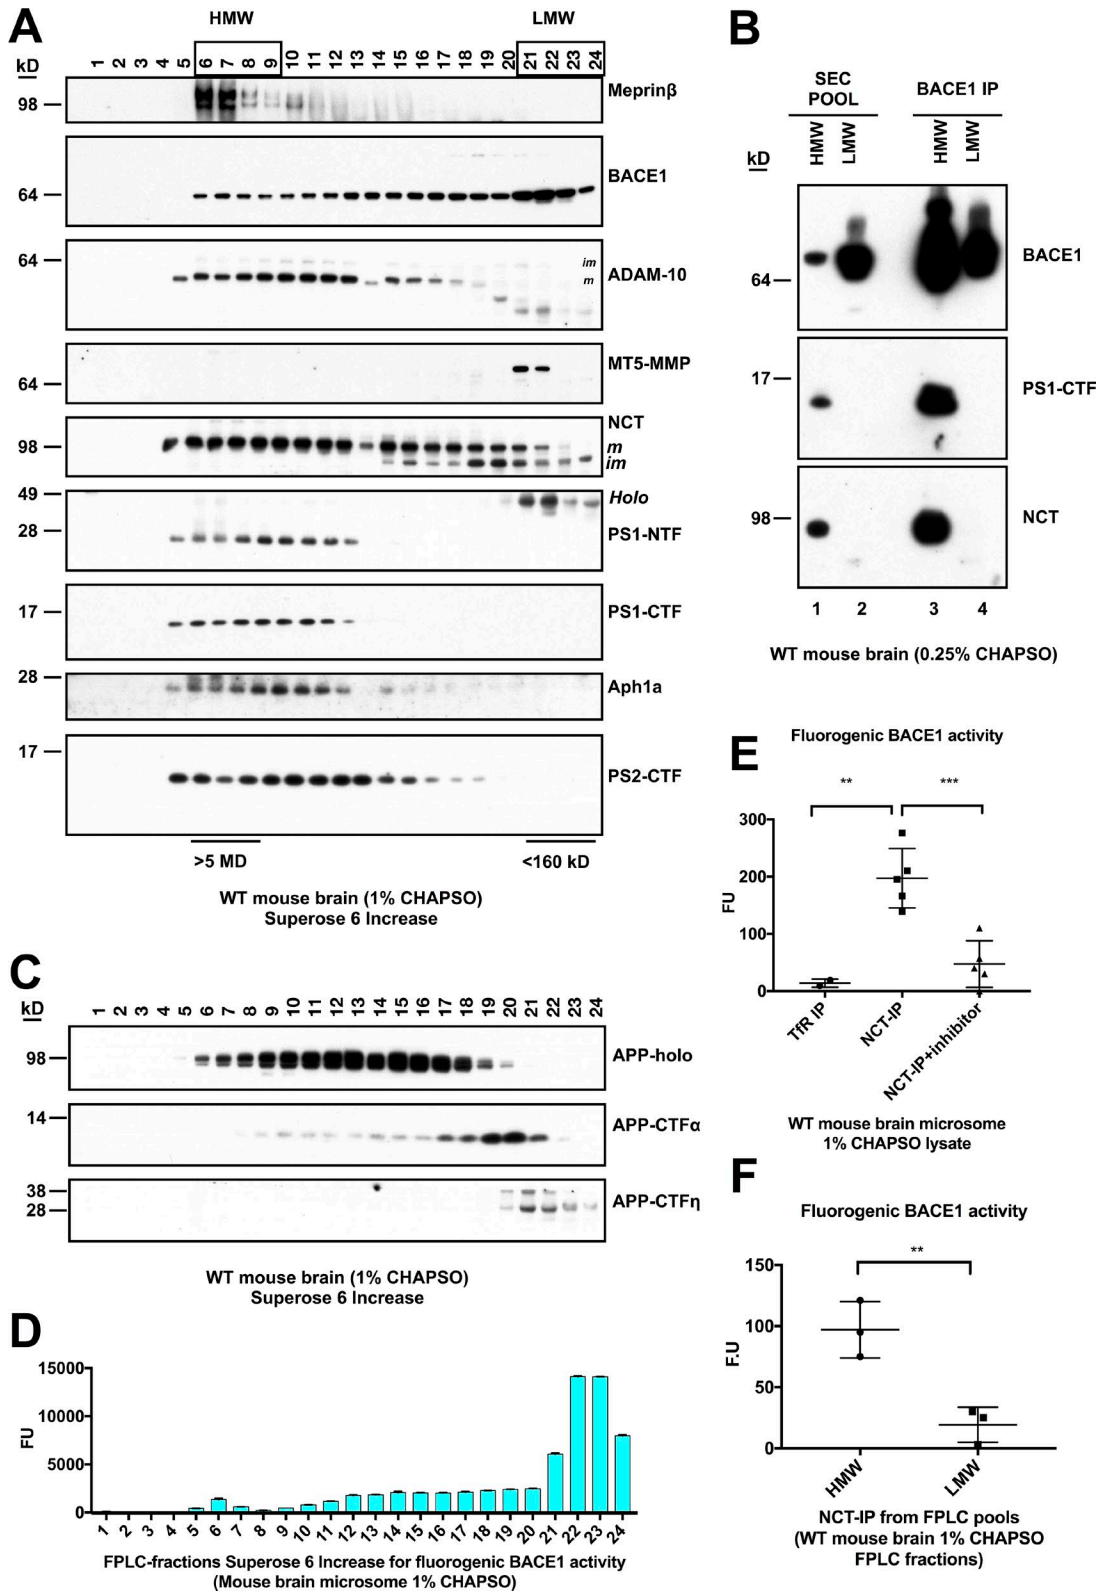 A
HMW
LMW
kD
1 2 3 4 5 6 7 8 9 10 11 12 13 14 15 16 17 18 19 20 21 22 23 24
98
Meprinβ
64
BACE1
64
im
m
ADAM-10
64
MT5-MMP
98
NCT
m
im
49
28
Holo
PS1-NTF
17
PS1-CTF
28
Aph1a
17
PS2-CTF
>5 MD
<160 kD
WT mouse brain (1% CHAPSO)
Superose 6 Increase
B
SEC
POOL
BACE1 IP
kD
HMW LMW HMW LMW
64
BACE1
17
PS1-CTF
98
NCT
1 2 3 4
WT mouse brain (0.25% CHAPSO)
C
kD
1 2 3 4 5 6 7 8 9 10 11 12 13 14 15 16 17 18 19 20 21 22 23 24
98
APP-holo
14
APP-CTFα
38
28
APP-CTFη
WT mouse brain (1% CHAPSO)
Superose 6 Increase
D
15000
10000
5000
0
FU
1 2 3 4 5 6 7 8 9 10 11 12 13 14 15 16 17 18 19 20 21 22 23 24
FPLC-fractions Superose 6 Increase for fluorogenic BACE1 activity
(Mouse brain microsome 1% CHAPSO)
E
Fluorogenic BACE1 activity
** ***
300
200
100
0
FU
TfR IP
NCT-IP
NCT-IP+inhibitor
WT mouse brain microsome
1% CHAPSO lysate
F
Fluorogenic BACE1 activity
**
150
100
50
0
F.U
HMW
LMW
NCT-IP from FPLC pools
(WT mouse brain 1% CHAPSO
FPLC fractions)